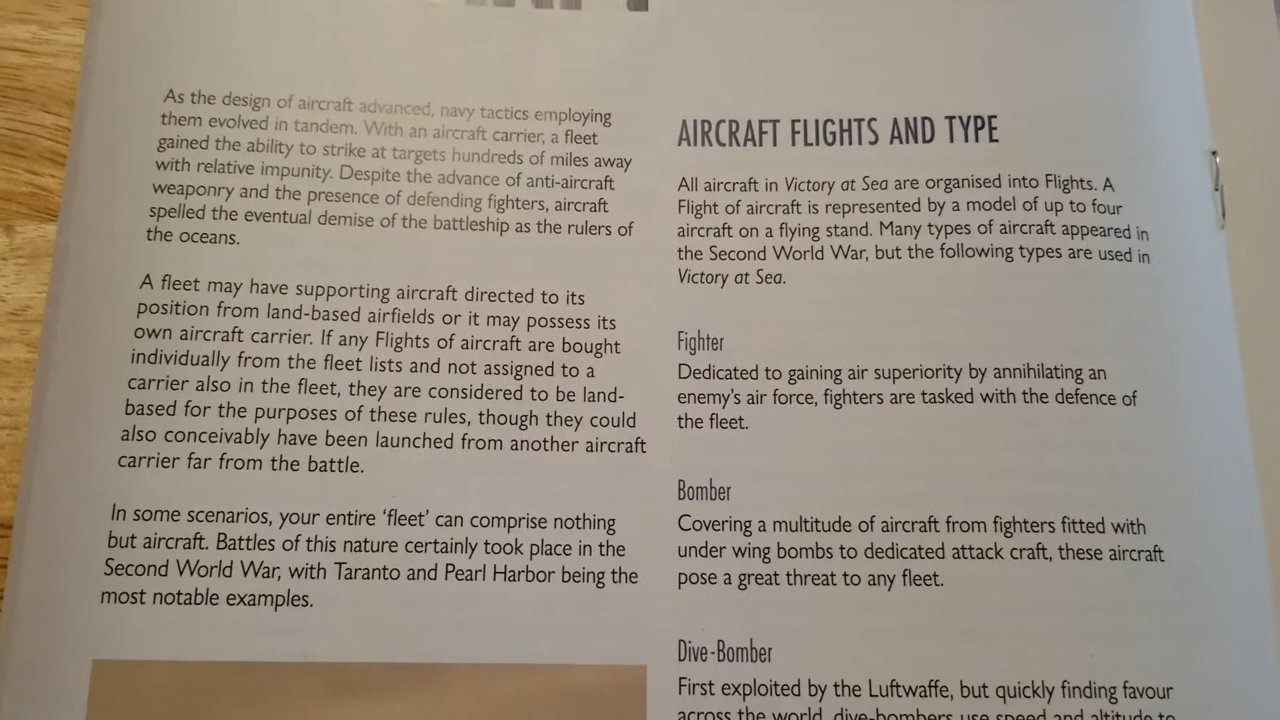 As the design of aircraft advanced, navy tactics employing
them evolved in tandem. With an aircraft carrier, a fleet
gained the ability to strike at targets hundreds of miles away
with relative impunity. Despite the advance of anti-aircraft
weaponry and the presence of defending fighters, aircraft
spelled the eventual demise of the battleship as the rulers of
the oceans.
A fleet may have supporting aircraft directed to its
position from land-based airfields or it may possess its
own aircraft carrier. If any Flights of aircraft are bought
individually from the fleet lists and not assigned to a
carrier also in the fleet, they are considered to be land-
based for the purposes of these rules, though they could
also conceivably have been launched from another aircraft
carrier far from the battle.
In some scenarios, your entire ‘fleet’ can comprise nothing
but aircraft. Battles of this nature certainly took place in the
Second World War, with Taranto and Pearl Harbor being the
most notable examples.
AIRCRAFT FLIGHTS AND TYPE
All aircraft in Victory at Sea are organised into Flights. A
Flight of aircraft is represented by a model of up to four
aircraft on a flying stand. Many types of aircraft appeared in
the Second World War, but the following types are used in
Victory at Sea.
Fighter
Dedicated to gaining air superiority by annihilating an
enemy’s air force, fighters are tasked with the defence of
the fleet.
Bomber
Covering a multitude of aircraft from fighters fitted with
under wing bombs to dedicated attack craft, these aircraft
pose a great threat to any fleet.
Dive-Bomber
First exploited by the Luftwaffe, but quickly finding favour
across the world, dive-bombers use speed and altitude to